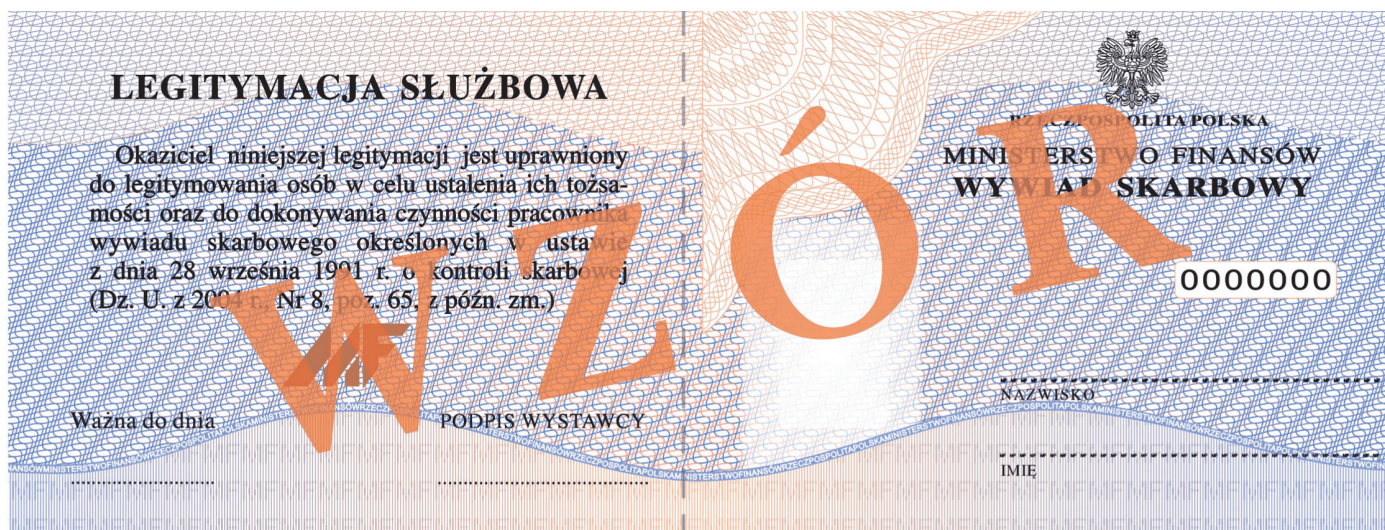 LEGITYMACJA SŁUŻBOWA
Okaziciel niniejszej legitymacji jest uprawniony
do legitymowania osób w celu ustalenia ich tożsa-
mości oraz do dokonywania czynności pracownika
wywiadu skarbowego określonych w ustawie
z dnia 28 września 1991 r. o kontroli skarbowej
(Dz. U. z 2004 r., Nr 8, poz. 65, z późn. zm.)
MF
Ważna do dnia
PODPIS WYSTAWCY
WZÓR
RZECZPOSPOLITA POLSKA
MINISTERSTWO FINANSÓW
WYWIAD SKARBOWY
0000000
NAZWISKO
IMIĘ
MINISTERSTWOFINANSÓWRZECZPOSPOLITAPOLSKA